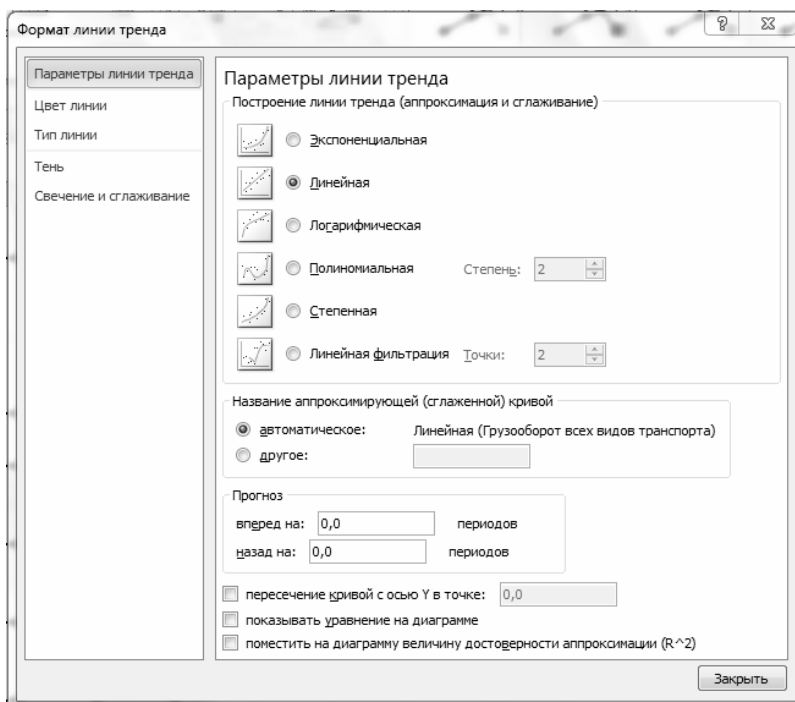 Формат линии тренда
Параметры линии тренда
Цвет линии
Тип линии
Тень
Свечение и сглаживание
Параметры линии тренда
Построение линии тренда (аппроксимация и сглаживание)
Экспоненциальная
Линейная
Логарифмическая
Полиномиальная Степень: 2
Степенная
Линейная фильтрация Точки: 2
Название аппроксимирующей (сглаженной) кривой
автоматическое: Линейная (Грузооборот всех видов транспорта)
другое:
Прогноз
вперед на: 0,0 периодов
назад на: 0,0 периодов
пересечение кривой с осью Y в точке: 0,0
показывать уравнение на диаграмме
поместить на диаграмму величину достоверности аппроксимации (R^2)
Закрыть